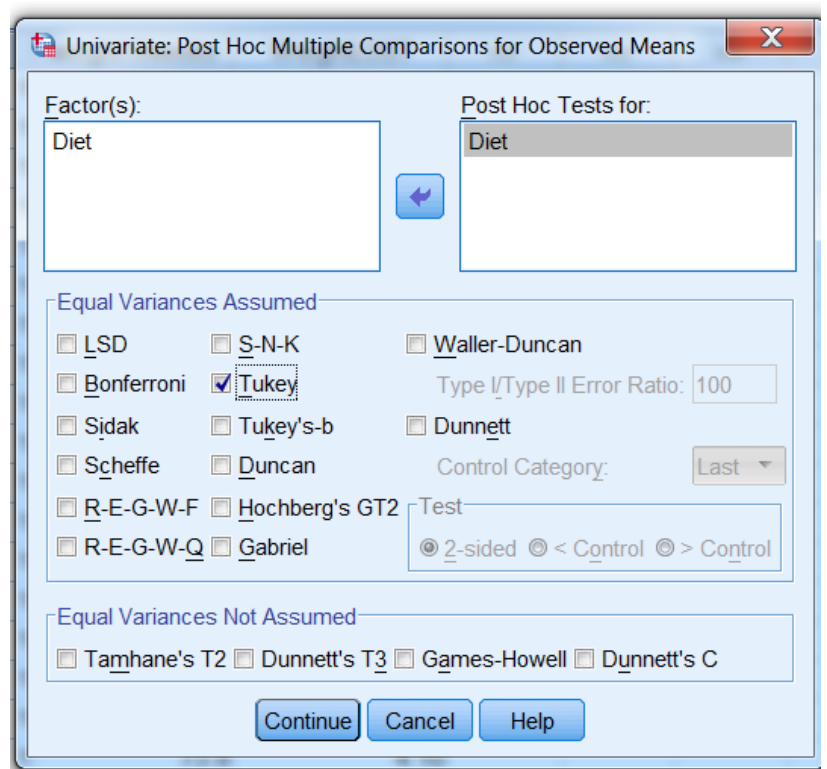 Univariate: Post Hoc Multiple Comparisons for Observed Means X
Factor(s): Post Hoc Tests for:
Diet Diet
Equal Variances Assumed
LSD S-N-K Waller-Duncan
Bonferroni Tukey Type I/Type II Error Ratio: 100
Sidak Tukey's-b Dunnett
Scheffe Duncan Control Category: Last
R-E-G-W-F Hochberg's GT2 Test
R-E-G-W-Q Gabriel 2-sided < Control > Control
Equal Variances Not Assumed
Tamhane's T2 Dunnett's T3 Games-Howell Dunnett's C
Continue Cancel Help